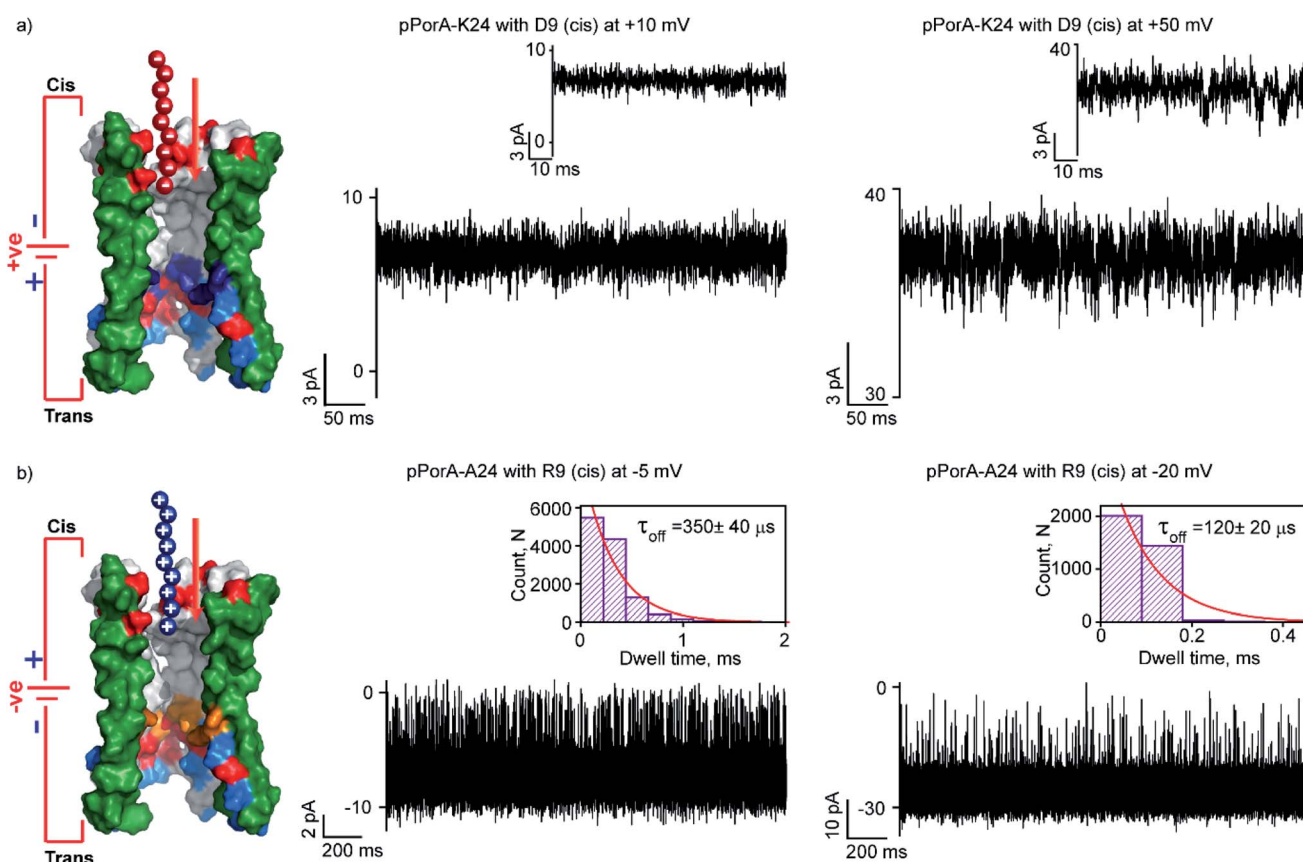 a)
Cis
-
+ve
+
Trans
pPorA-K24 with D9 (cis) at +10 mV
10
0
3 pA
10 ms
10
0
3 pA
50 ms
pPorA-K24 with D9 (cis) at +50 mV
40
3 pA
10 ms
40
30
3 pA
50 ms
b)
Cis
+
-ve
-
Trans
pPorA-A24 with R9 (cis) at -5 mV
6000
4000
2000
0
Count, N
τoff =350± 40 μs
0
1
2
Dwell time, ms
0
-10
2 pA
200 ms
pPorA-A24 with R9 (cis) at -20 mV
2000
1000
0
Count, N
τoff =120± 20 μs
0
0.2
0.4
Dwell time, ms
0
-30
10 pA
200 ms